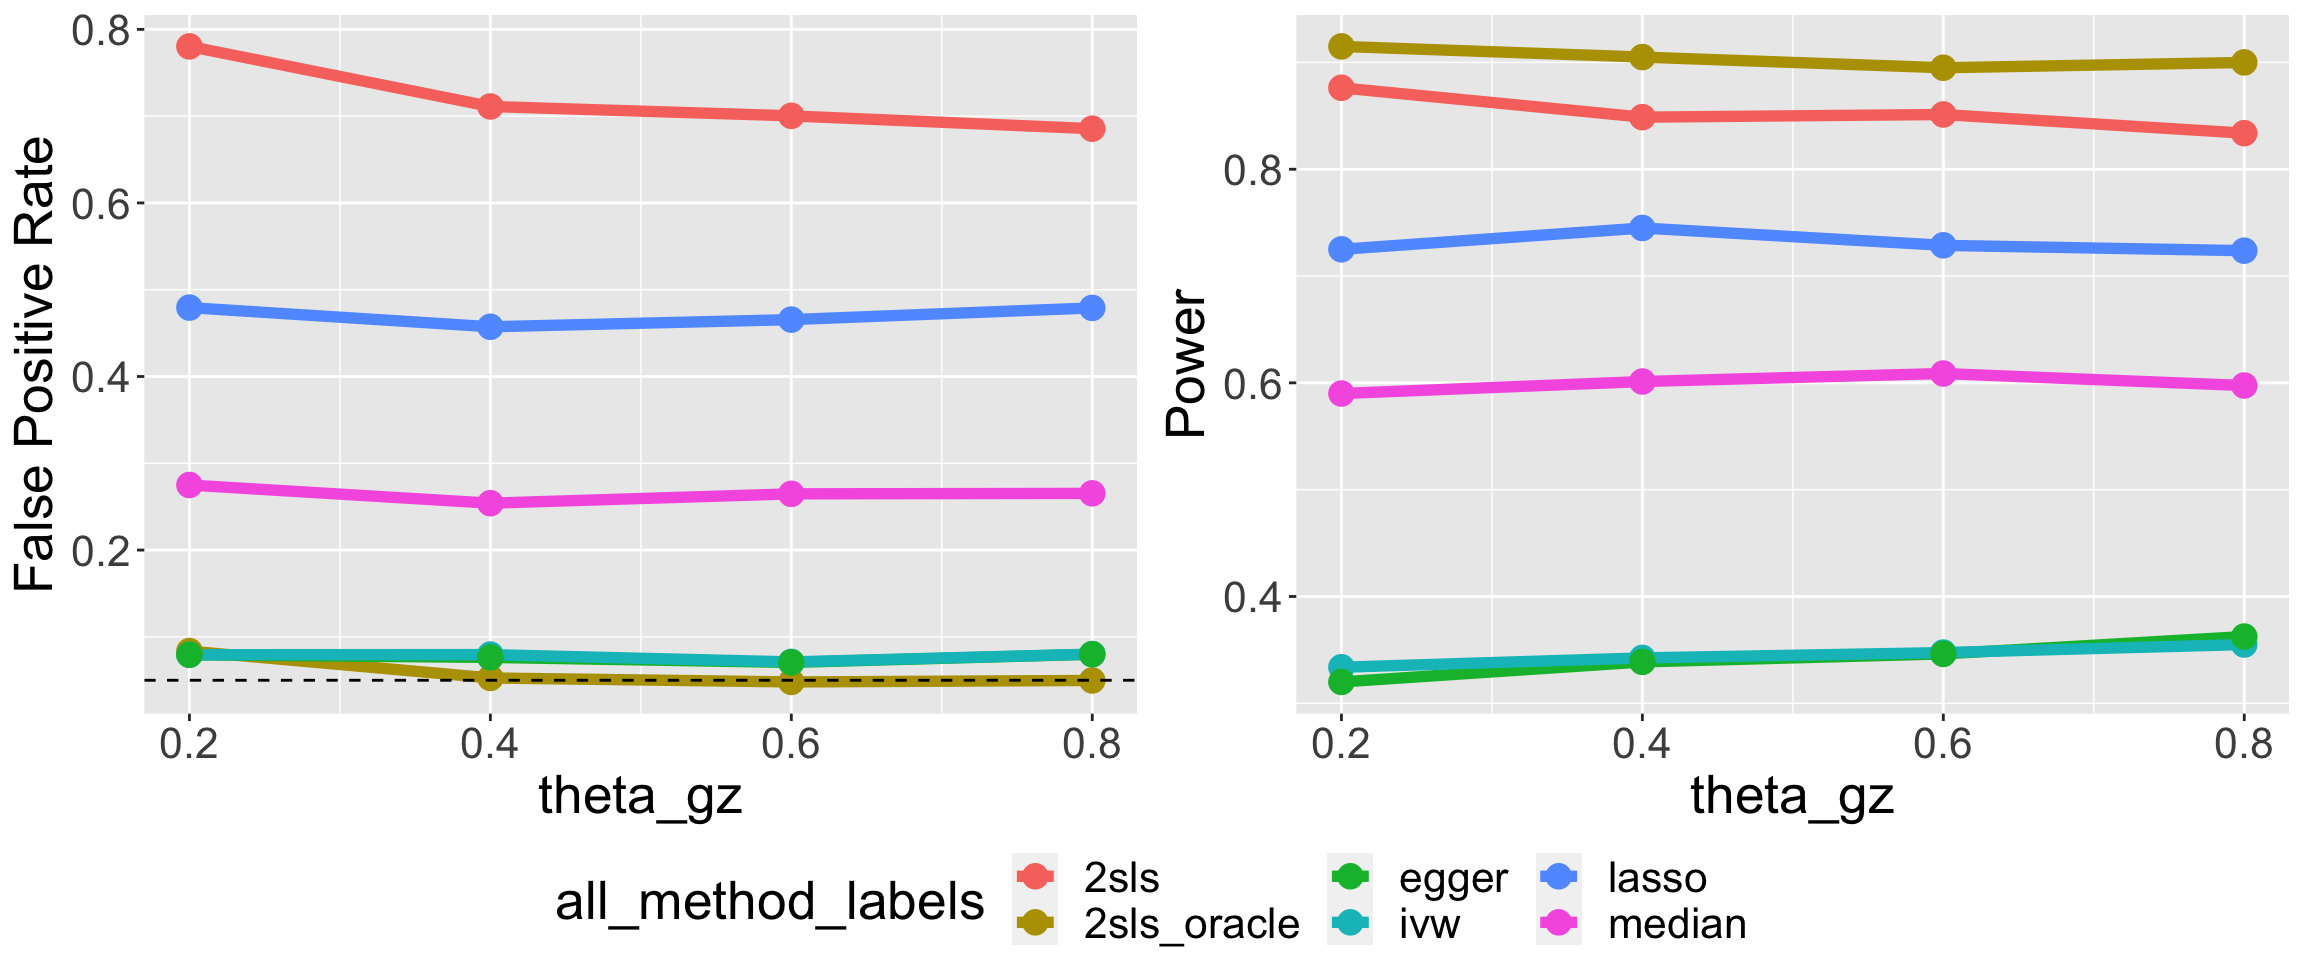 False Positive Rate
0.8
0.6
0.4
0.2
0.2 0.4 0.6 0.8
theta_gz
Power
0.8
0.6
0.4
0.2 0.4 0.6 0.8
theta_gz
all_method_labels
2sls egger lasso
2sls_oracle ivw median